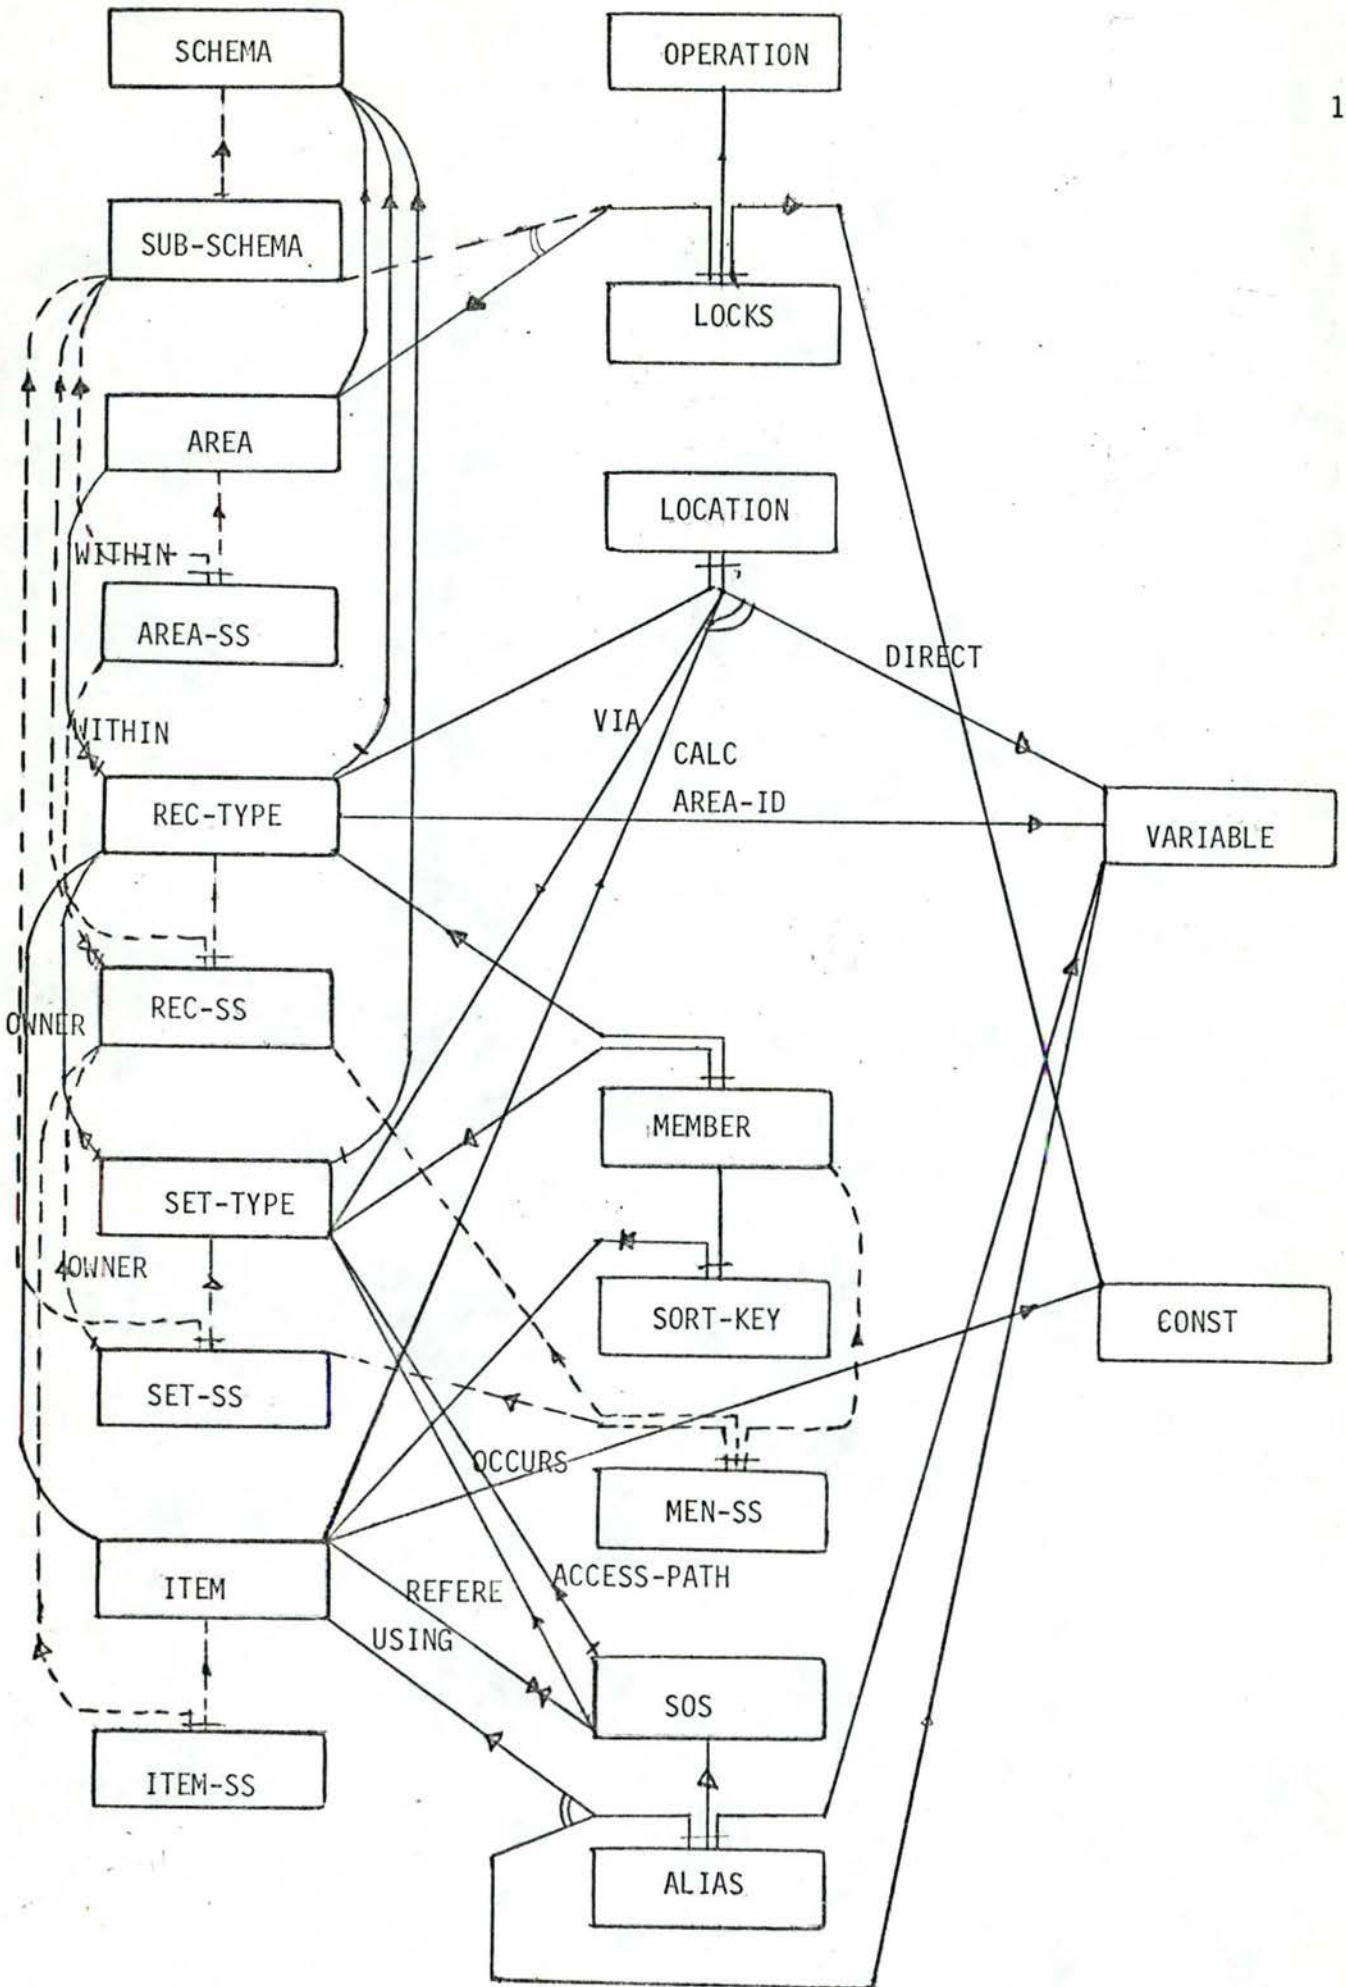 SCHEMA
OPERATION
1
SUB-SCHEMA
LOCKS
AREA
LOCATION
WITHIN
AREA-SS
DIRECT
WITHIN
VIA
CALC
REC-TYPE
AREA-ID
VARIABLE
REC-SS
OWNER
MEMBER
SET-TYPE
OWNER
SORT-KEY
CONST
SET-SS
OCCURS
MEN-SS
ITEM
REFERE
ACCESS-PATH
USING
SOS
ITEM-SS
ALIAS